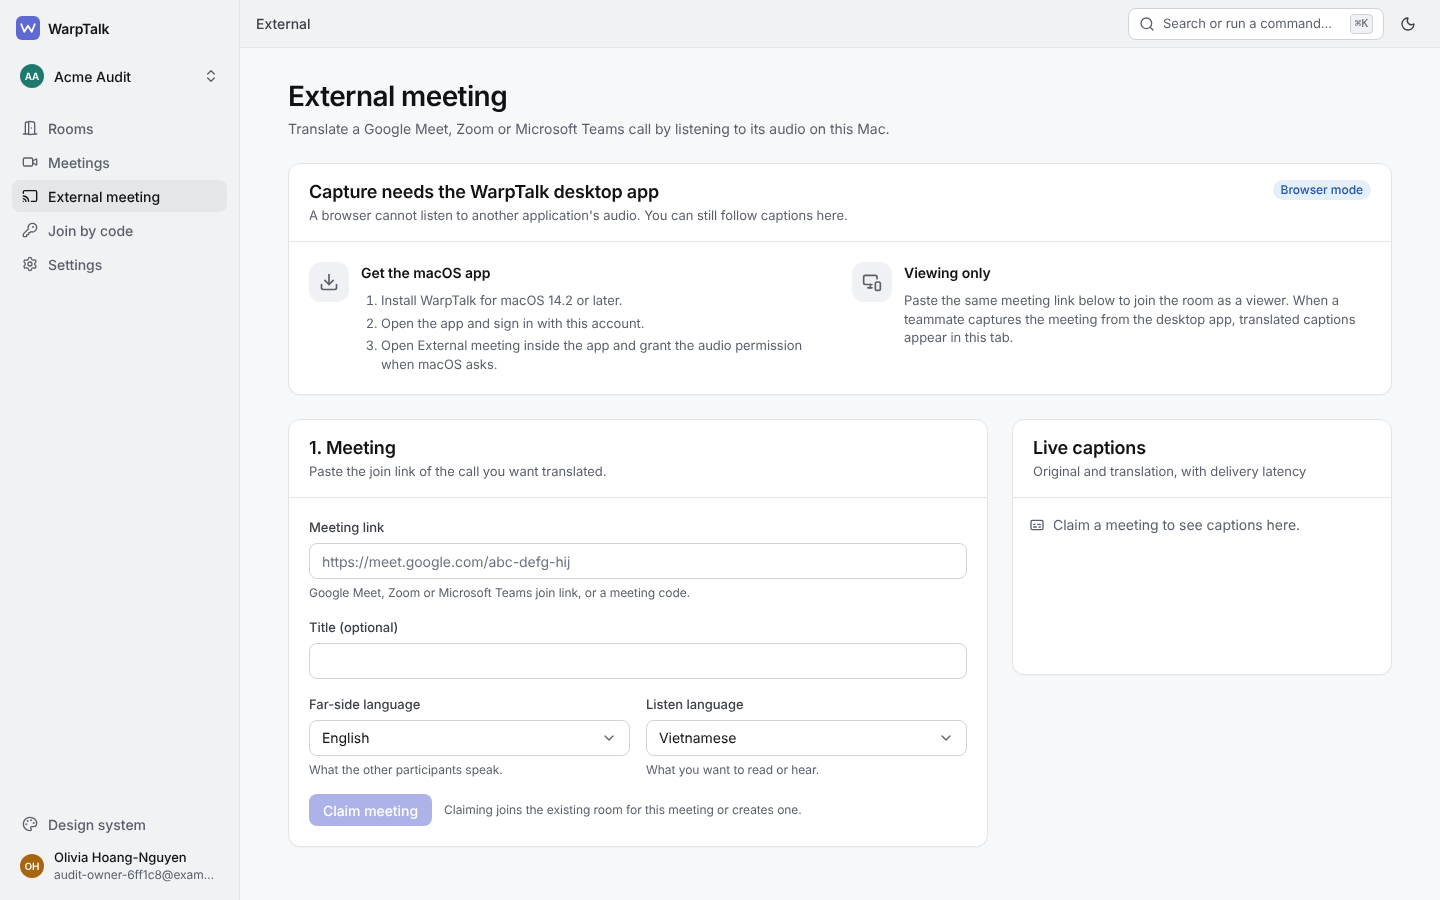 WarpTalk
AA
Acme Audit
Rooms
Meetings
External meeting
Join by code
Settings
Design system
OH
Olivia Hoang-Nguyen
audit-owner-6ff1c8@exam...
External
Search or run a command...
⌘K
External meeting
Translate a Google Meet, Zoom or Microsoft Teams call by listening to its audio on this Mac.
Capture needs the WarpTalk desktop app
Browser mode
A browser cannot listen to another application's audio. You can still follow captions here.
Get the macOS app
1. Install WarpTalk for macOS 14.2 or later.
2. Open the app and sign in with this account.
3. Open External meeting inside the app and grant the audio permission
when macOS asks.
Viewing only
Paste the same meeting link below to join the room as a viewer. When a
teammate captures the meeting from the desktop app, translated captions
appear in this tab.
1. Meeting
Paste the join link of the call you want translated.
Meeting link
https://meet.google.com/abc-defg-hij
Google Meet, Zoom or Microsoft Teams join link, or a meeting code.
Title (optional)
Far-side language
English
What the other participants speak.
Listen language
Vietnamese
What you want to read or hear.
Claim meeting
Claiming joins the existing room for this meeting or creates one.
Live captions
Original and translation, with delivery latency
Claim a meeting to see captions here.